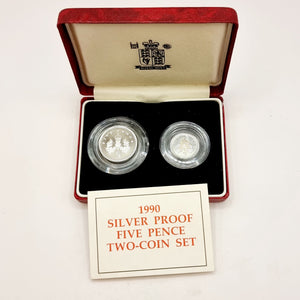 1990
SILVER PROOF
FIVE PENCE
TWO-COIN SET